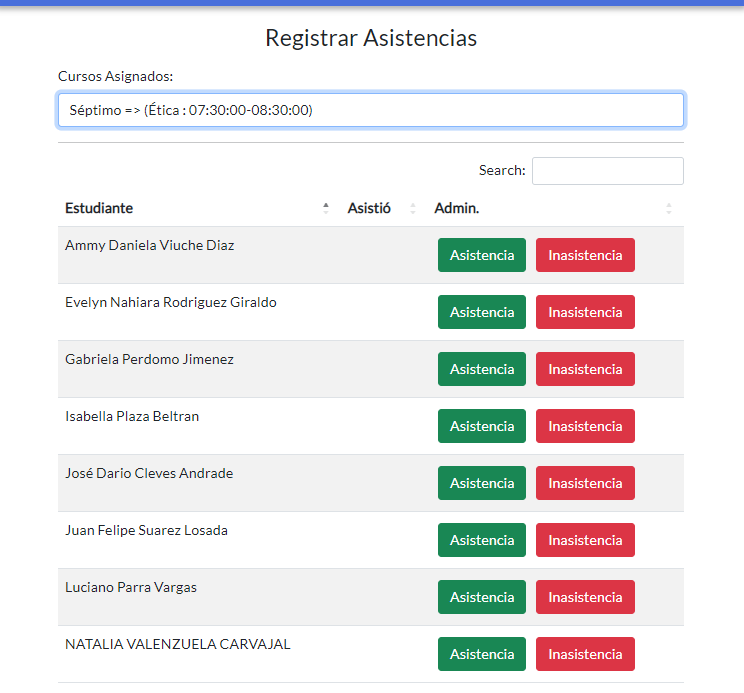 Registrar Asistencias
Cursos Asignados:
Séptimo => (Ética : 07:30:00-08:30:00)
Search:
Estudiante Asistió Admin.
Ammy Daniela Viuche Diaz Asistencia Inasistencia
Evelyn Nahiara Rodriguez Giraldo Asistencia Inasistencia
Gabriela Perdomo Jimenez Asistencia Inasistencia
Isabella Plaza Beltran Asistencia Inasistencia
José Dario Cleves Andrade Asistencia Inasistencia
Juan Felipe Suarez Losada Asistencia Inasistencia
Luciano Parra Vargas Asistencia Inasistencia
NATALIA VALENZUELA CARVAJAL Asistencia Inasistencia